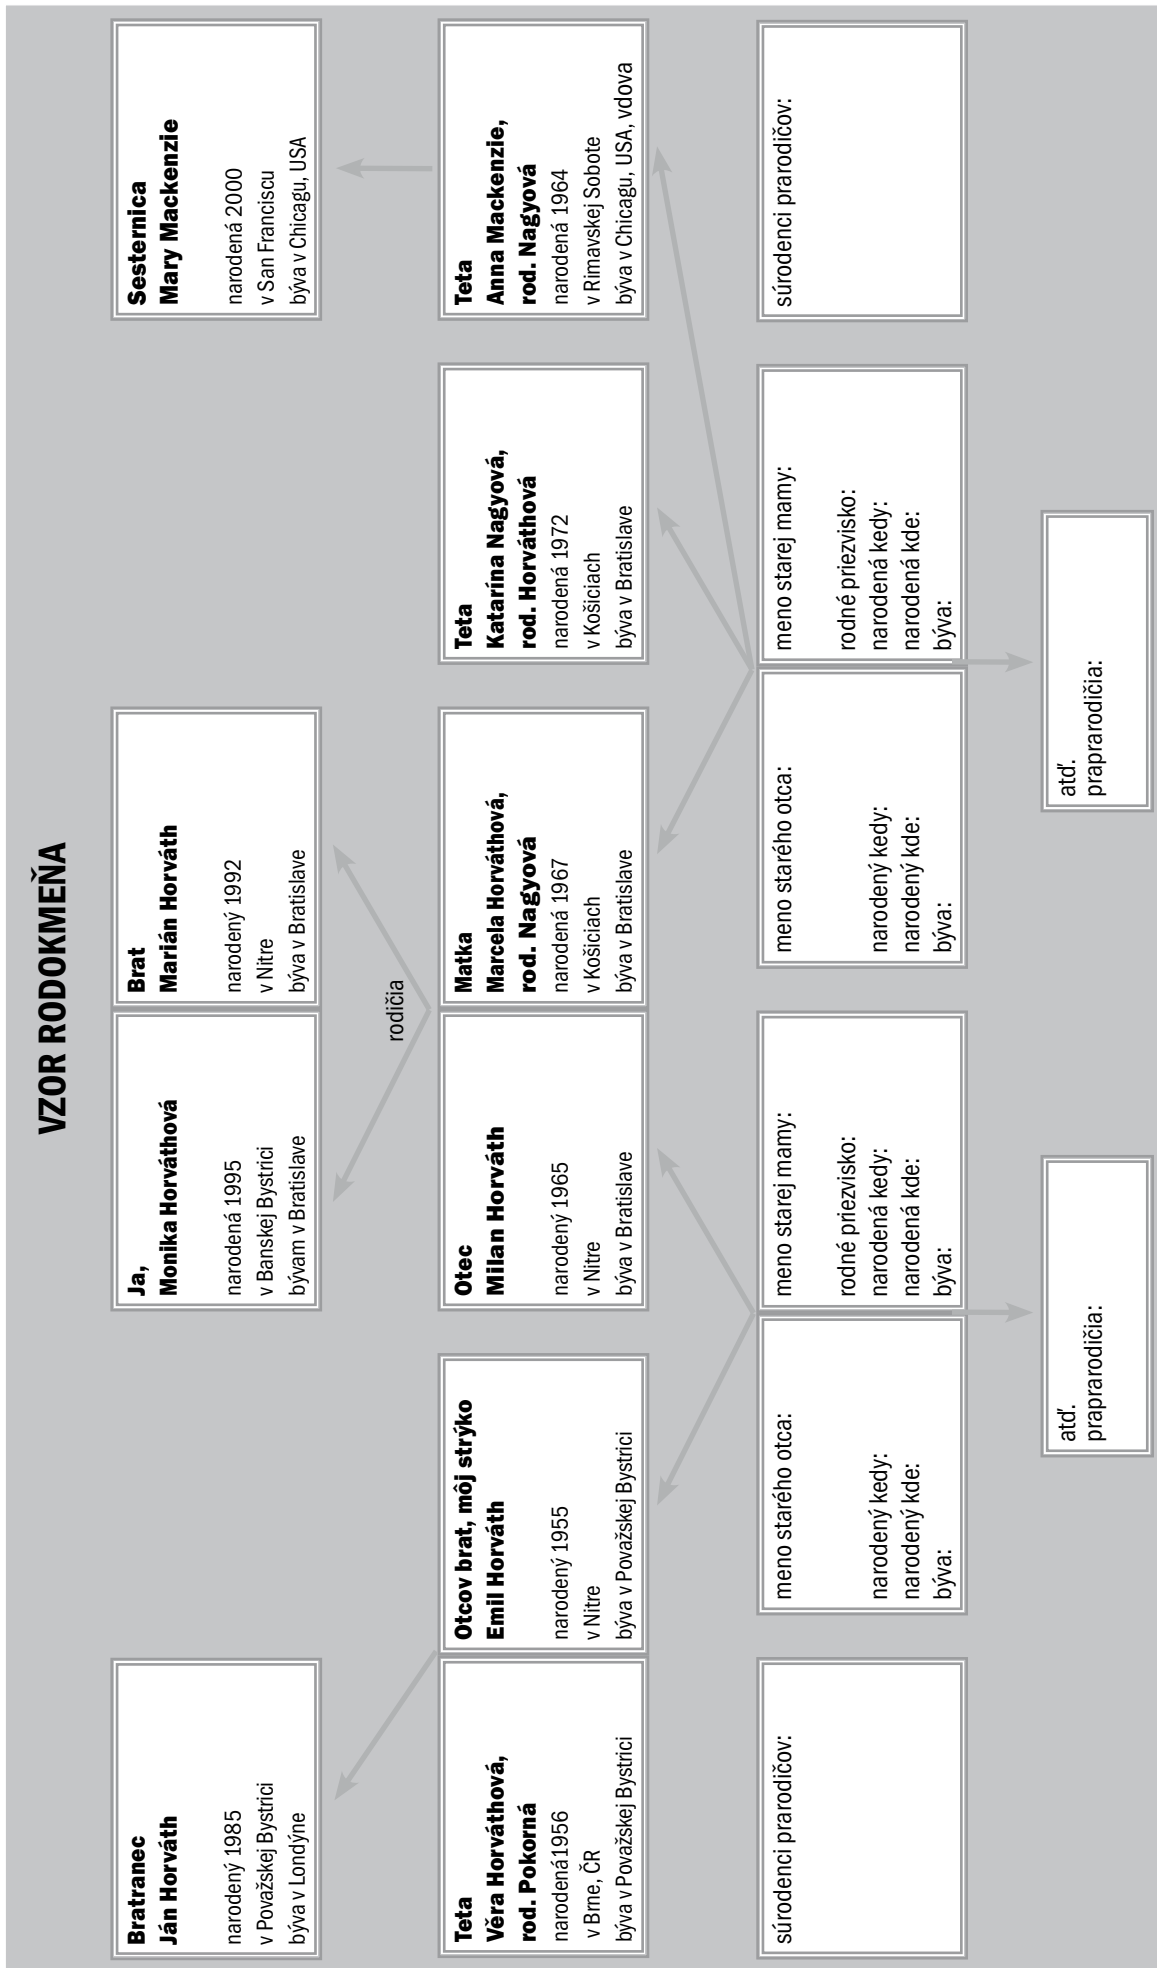 VZOR RODOKMEŇA
Bratranec
Ján Horváth
narodený 1985
v Považskej Bystrici
býva v Londýne
Ja,
Monika Horváthová
narodená 1995
v Banskej Bystrici
bývam v Bratislave
Brat
Marián Horváth
narodený 1992
v Nitre
býva v Bratislave
Sesternica
Mary Mackenzie
narodená 2000
v San Franciscu
býva v Chicagu, USA
rodičia
Teta
Věra Horváthová,
rod. Pokorná
narodená1956
v Brne, ČR
býva v Považskej Bystrici
Otcov brat, môj strýko
Emil Horváth
narodený 1955
v Nitre
býva v Považskej Bystrici
Otec
Milan Horváth
narodený 1965
v Nitre
býva v Bratislave
Matka
Marcela Horváthová,
rod. Nagyová
narodená 1967
v Košiciach
býva v Bratislave
Teta
Katarína Nagyová,
rod. Horváthová
narodená 1972
v Košiciach
býva v Bratislave
Teta
Anna Mackenzie,
rod. Nagyová
narodená 1964
v Rimavskej Sobote
býva v Chicagu, USA, vdova
súrodenci prarodičov:
meno starého otca:
narodený kedy:
narodený kde:
býva:
meno starej mamy:
rodné priezvisko:
narodená kedy:
narodená kde:
býva:
meno starého otca:
narodený kedy:
narodený kde:
býva:
meno starej mamy:
rodné priezvisko:
narodená kedy:
narodená kde:
býva:
súrodenci prarodičov:
atď.
praprarodičia:
atď.
praprarodičia: